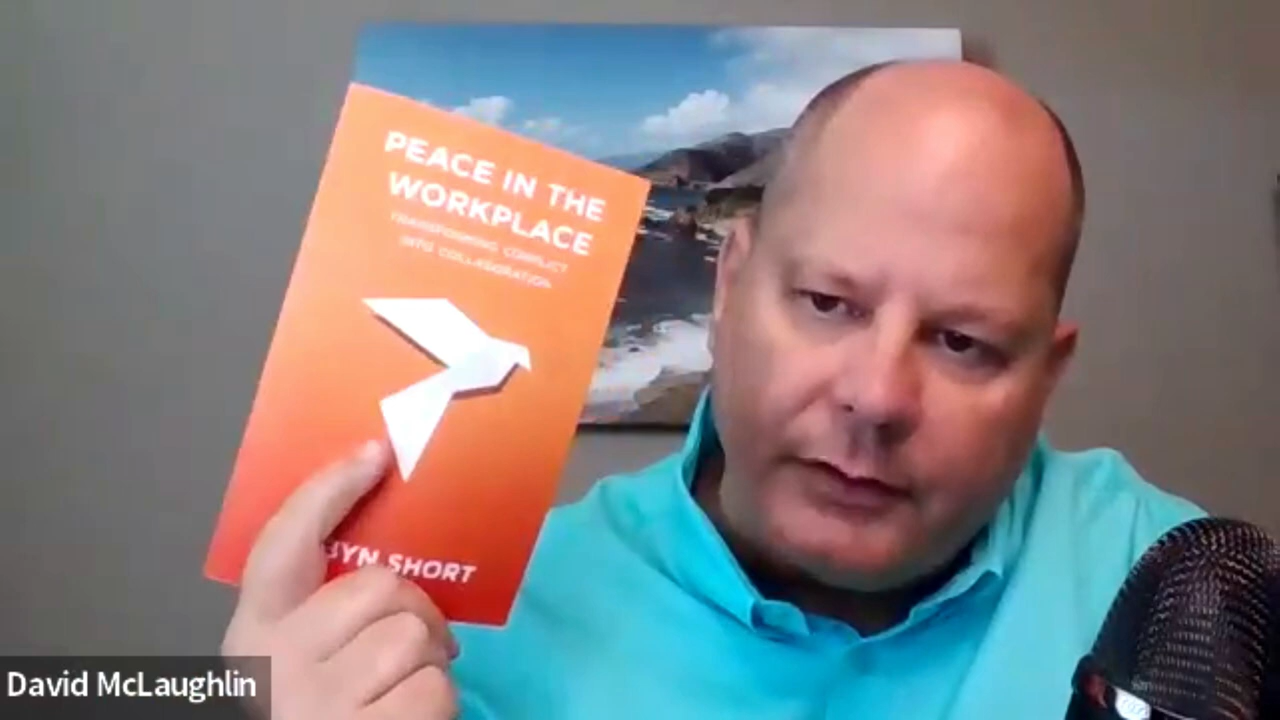 PEACE IN THE
WORKPLACE
TRANSFORMING CONFLICT
INTO COLLABORATION
SHORT
David McLaughlin